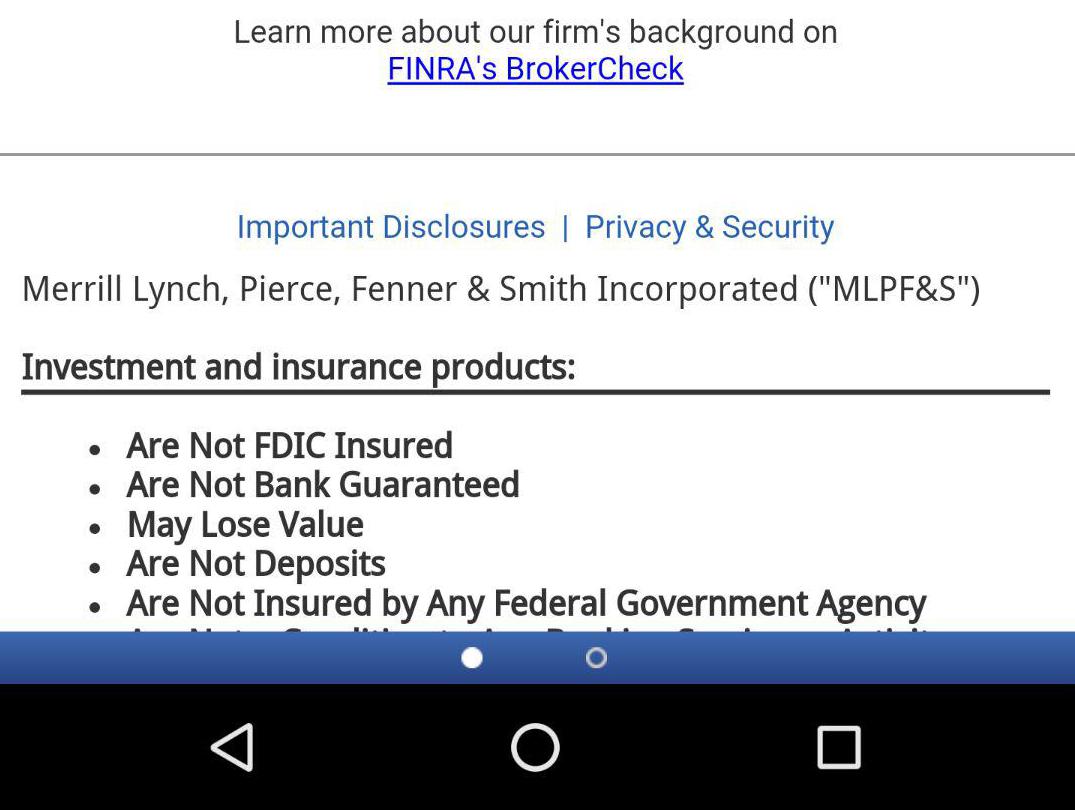 Learn more about our firm's background on
FINRA's BrokerCheck
Important Disclosures | Privacy & Security
Merrill Lynch, Pierce, Fenner & Smith Incorporated ("MLPF&S")
Investment and insurance products:
• Are Not FDIC Insured
• Are Not Bank Guaranteed
• May Lose Value
• Are Not Deposits
• Are Not Insured by Any Federal Government Agency